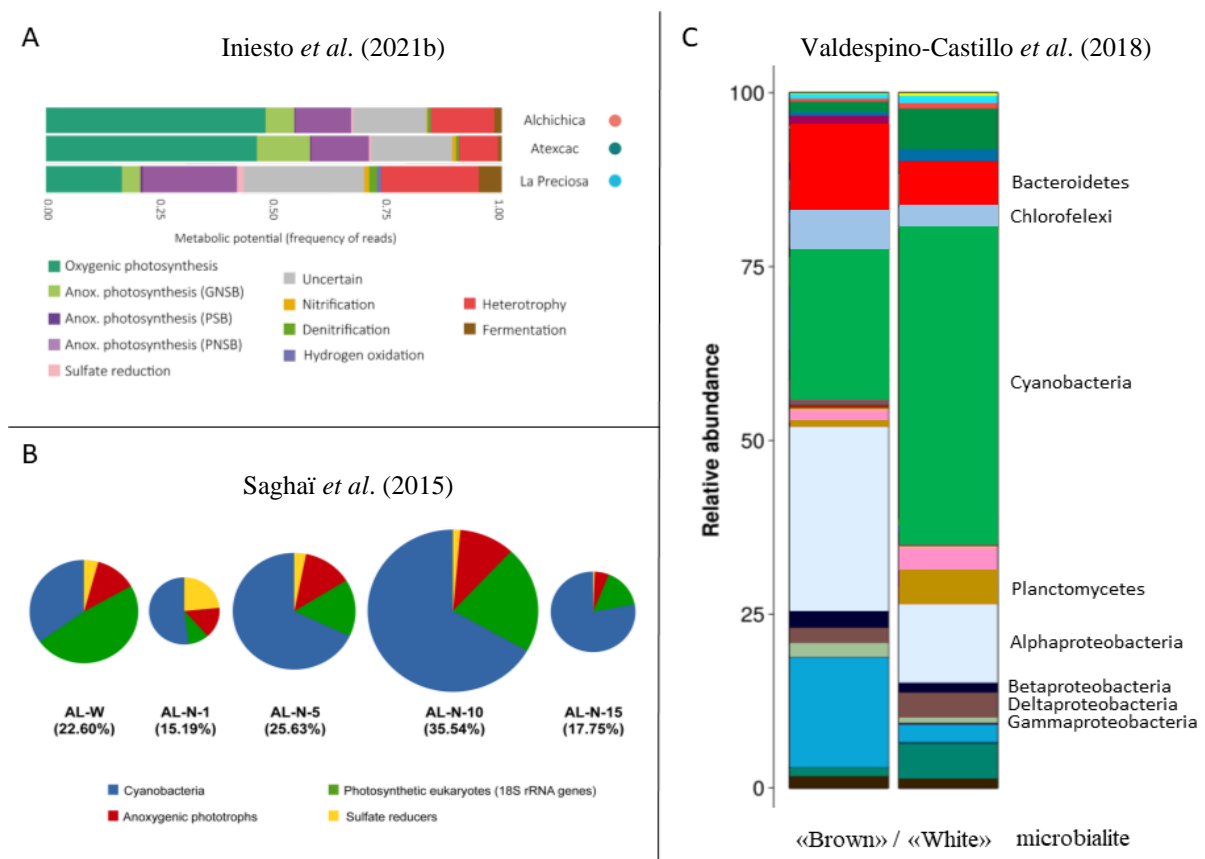 A
Iniesto et al. (2021b)
Alchichica
Atexcac
La Preciosa
0.00
0.25
0.50
0.75
1.00
Metabolic potential (frequency of reads)
Oxygenic photosynthesis
Anox. photosynthesis (GNSB)
Anox. photosynthesis (PSB)
Anox. photosynthesis (PNSB)
Sulfate reduction
Uncertain
Nitrification
Denitrification
Hydrogen oxidation
Heterotrophy
Fermentation
B
Saghaï et al. (2015)
AL-W
(22.60%)
AL-N-1
(15.19%)
AL-N-5
(25.63%)
AL-N-10
(35.54%)
AL-N-15
(17.75%)
Cyanobacteria
Anoxygenic phototrophs
Photosynthetic eukaryotes (18S rRNA genes)
Sulfate reducers
C
Valdespino-Castillo et al. (2018)
100
75
50
25
0
Relative abundance
Bacteroidetes
Chlorofelexi
Cyanobacteria
Planctomycetes
Alphaproteobacteria
Betaproteobacteria
Deltaproteobacteria
Gammaproteobacteria
«Brown» / «White» microbialite